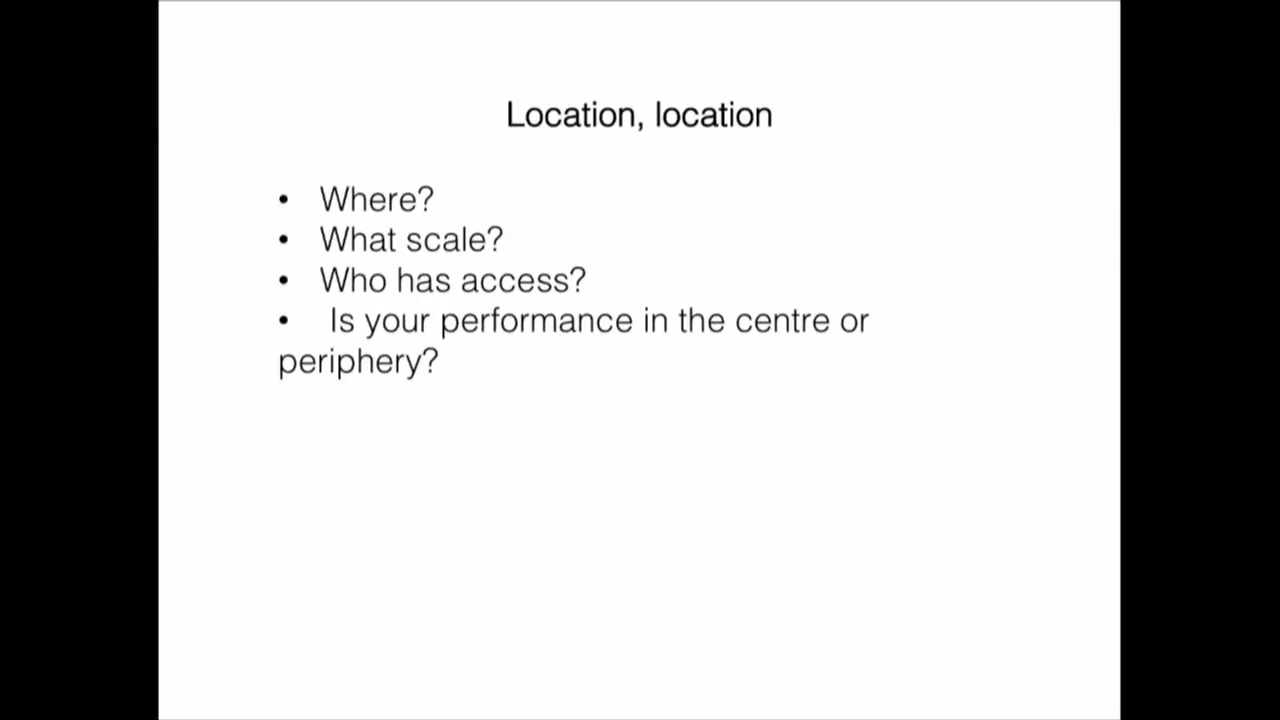 Location, location
• Where?
• What scale?
• Who has access?
• Is your performance in the centre or
periphery?